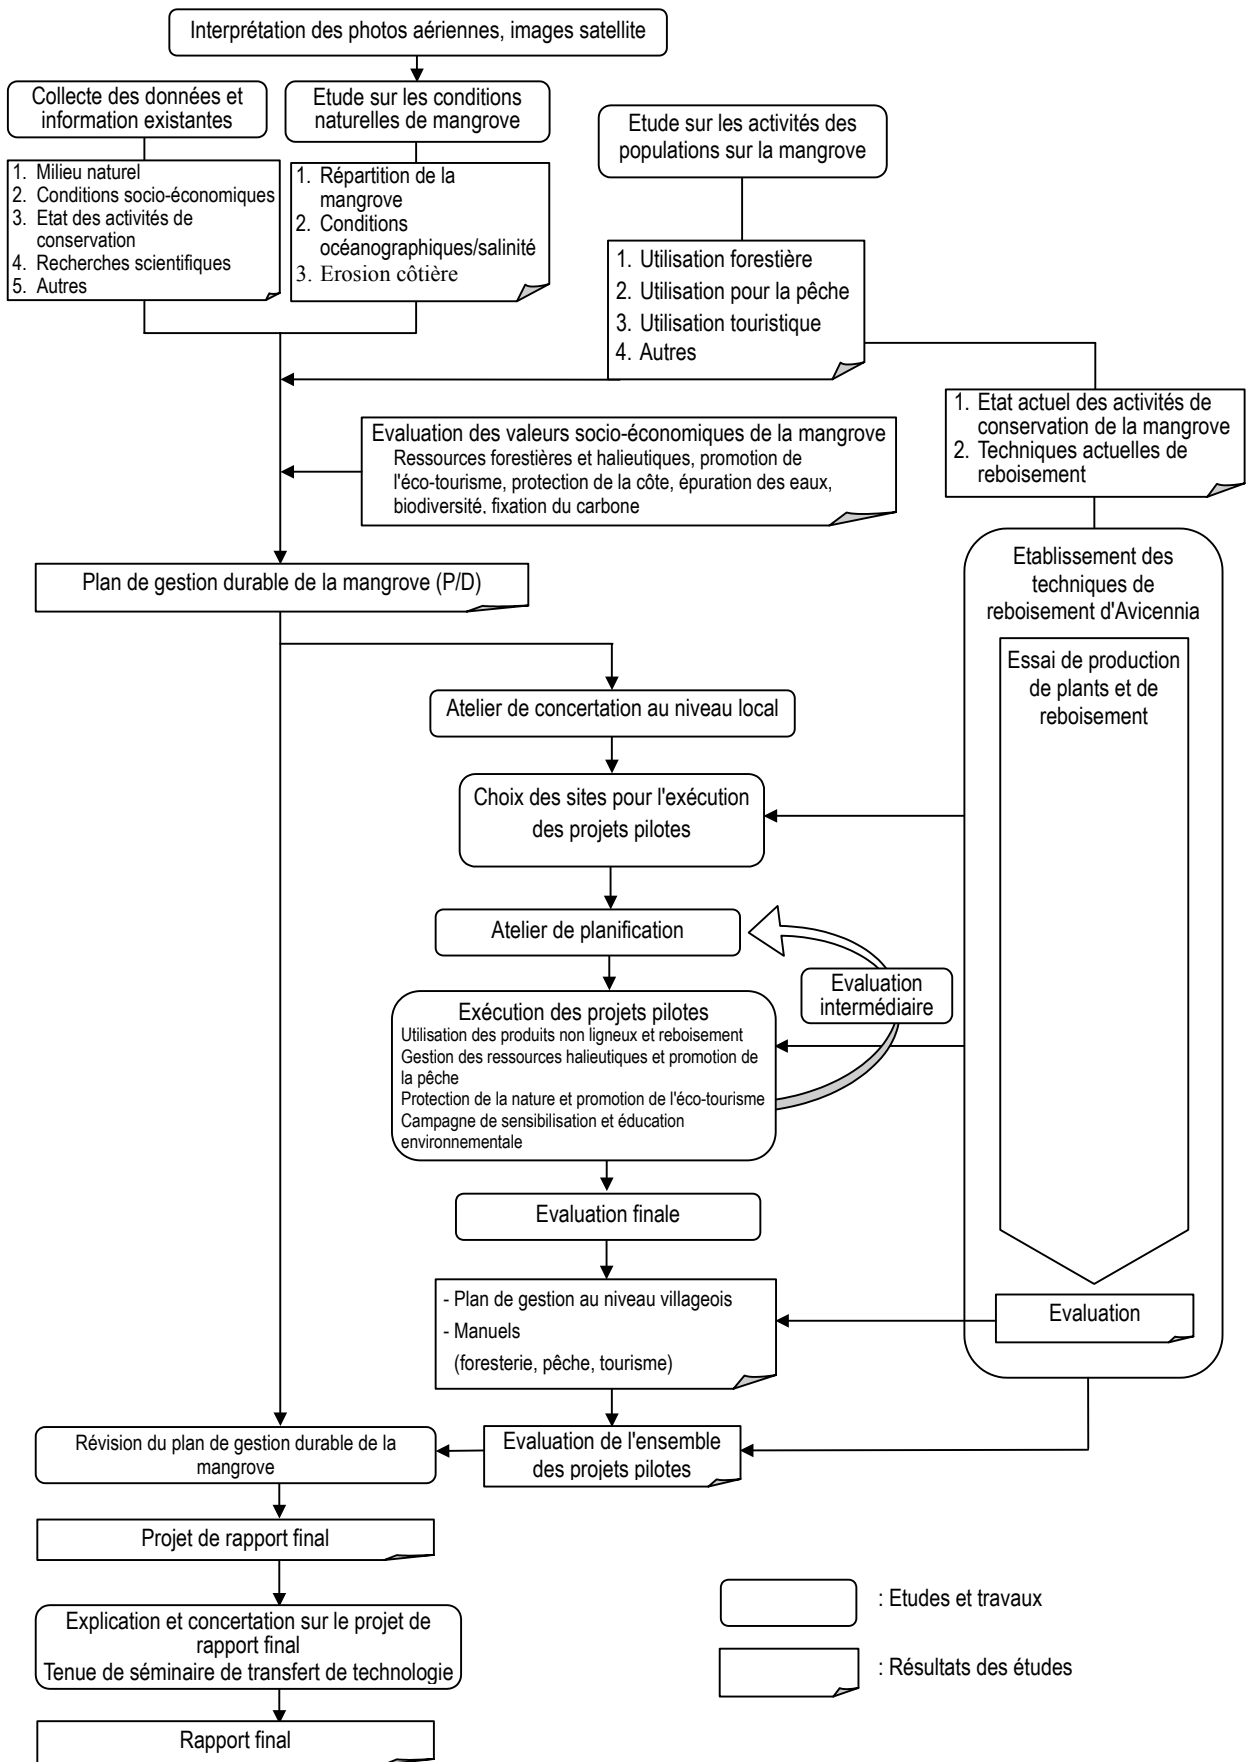 Interprétation des photos aériennes, images satellite
Collecte des données et
information existantes
Etude sur les conditions
naturelles de mangrove
Etude sur les activités des
populations sur la mangrove
1. Milieu naturel
2. Conditions socio-économiques
3. Etat des activités de
conservation
4. Recherches scientifiques
5. Autres
1. Répartition de la
mangrove
2. Conditions
océanographiques/salinité
3. Erosion côtière
1. Utilisation forestière
2. Utilisation pour la pêche
3. Utilisation touristique
4. Autres
1. Etat actuel des activités de
conservation de la mangrove
2. Techniques actuelles de
reboisement
Evaluation des valeurs socio-économiques de la mangrove
Ressources forestières et halieutiques, promotion de
l'éco-tourisme, protection de la côte, épuration des eaux,
biodiversité, fixation du carbone
Plan de gestion durable de la mangrove (P/D)
Etablissement des
techniques de
reboisement d'Avicennia
Essai de production
de plants et de
reboisement
Atelier de concertation au niveau local
Choix des sites pour l'exécution
des projets pilotes
Atelier de planification
Evaluation
intermédiaire
Exécution des projets pilotes
Utilisation des produits non ligneux et reboisement
Gestion des ressources halieutiques et promotion de
la pêche
Protection de la nature et promotion de l'éco-tourisme
Campagne de sensibilisation et éducation
environnementale
Evaluation finale
- Plan de gestion au niveau villageois
- Manuels
(foresterie, pêche, tourisme)
Evaluation
Révision du plan de gestion durable de la
mangrove
Evaluation de l'ensemble
des projets pilotes
Projet de rapport final
Explication et concertation sur le projet de
rapport final
Tenue de séminaire de transfert de technologie
Rapport final
: Etudes et travaux
: Résultats des études